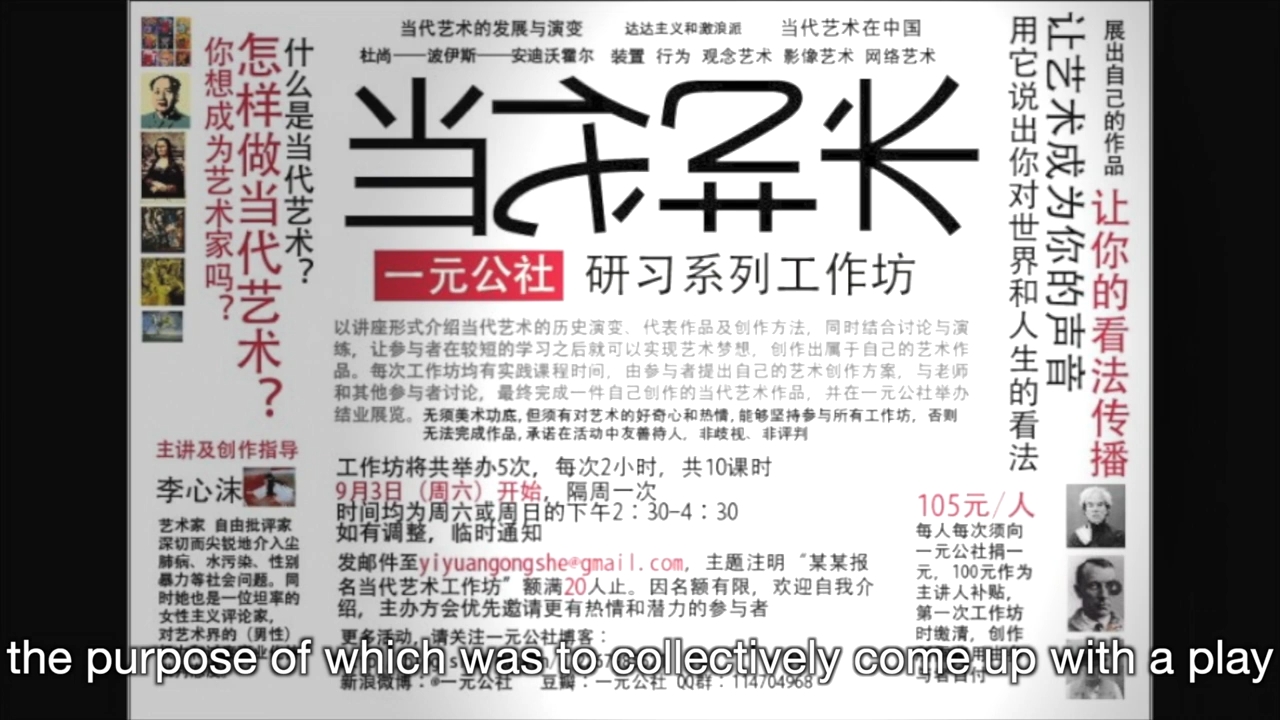 什么是当代艺术？
怎样做当代艺术？
你想成为艺术家吗？
当代艺术的发展与演变 达达主义和激浪派 当代艺术在中国
杜尚——波伊斯——安迪沃霍尔 装置 行为 观念艺术 影像艺术 网络艺术
当代艺术
一元公社 研习系列工作坊
以讲座形式介绍当代艺术的历史演变、代表作品及创作方法，同时结合讨论与演
练，让参与者在较短的学习之后就可以实现艺术梦想，创作出属于自己的艺术作
品。每次工作坊均有实践课程时间，由参与者提出自己的艺术创作方案，与老师
和其他参与者讨论，最终完成一件自己创作的当代艺术作品，并在一元公社举办
结业展览。无须美术功底，但须有对艺术的好奇心和热情，能够坚持参与所有工作坊，否则
无法完成作品，承诺在活动中友善待人，非歧视、非评判
工作坊将共举办5次，每次2小时，共10课时
9月3日（周六）开始，隔周一次
时间均为周六或周日的下午2：30-4：30
如有调整，临时通知
发邮件至yiyuangongshe@gmail.com，主题注明“某某报
名当代艺术工作坊”额满20人止。因名额有限，欢迎自我介
绍，主办方会优先邀请更有热情和潜力的参与者
更多活动，请关注一元公社博客：
新浪微博：@一元公社 豆瓣：一元公社 QQ群：114704968
展出自己的作品
让你的看法传播
让艺术成为你的声音
用它说出你对世界和人生的看法
主讲及创作指导
李心沫
艺术家 自由批评家
深切而尖锐地介入尘
肺病、水污染、性别
暴力等社会问题。同
时她也是一位坦率的
女性主义评论家，
对艺术界的（男性）
105元/人
每人每次须向
一元公社捐一
元，100元作为
主讲人补贴，
第一次工作坊
时缴清，创作
the purpose of which was to collectively come up with a play